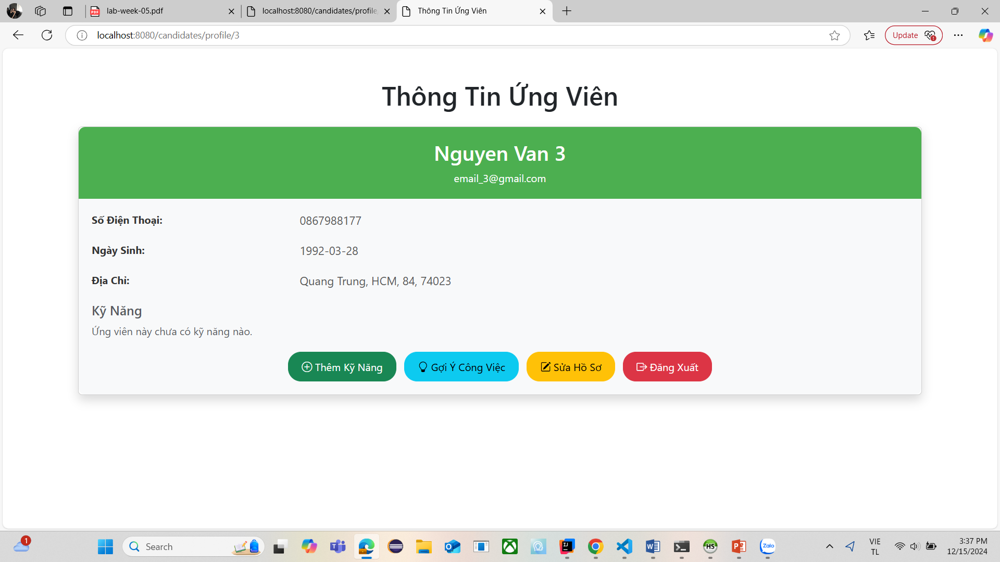 lab-week-05.pdf
localhost:8080/candidates/profile
Thông Tin Ứng Viên
localhost:8080/candidates/profile/3
Update
Thông Tin Ứng Viên
Nguyen Van 3
email_3@gmail.com
Số Điện Thoại: 0867988177
Ngày Sinh: 1992-03-28
Địa Chỉ: Quang Trung, HCM, 84, 74023
Kỹ Năng
Ứng viên này chưa có kỹ năng nào.
Thêm Kỹ Năng Gợi Ý Công Việc Sửa Hồ Sơ Đăng Xuất
1
Search
HS
Zalo
VIE
TL
3:37 PM
12/15/2024